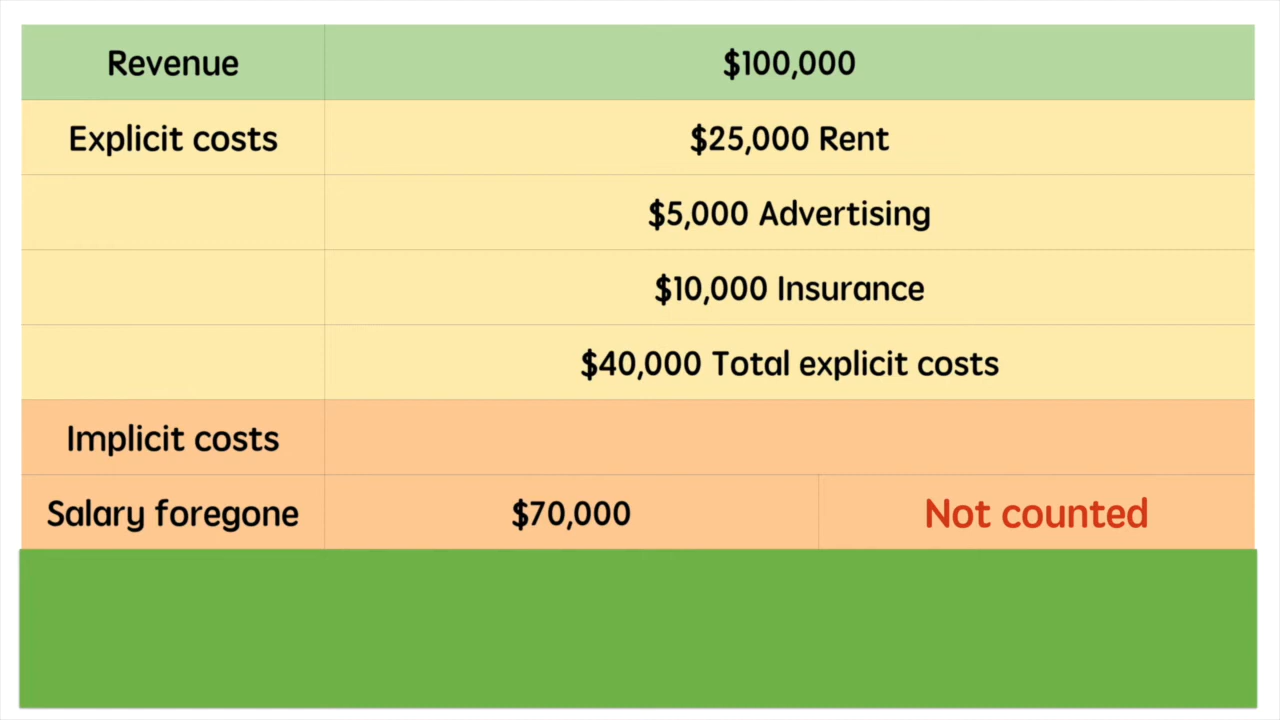 Revenue $100,000
Explicit costs $25,000 Rent
$5,000 Advertising
$10,000 Insurance
$40,000 Total explicit costs
Implicit costs
Salary foregone $70,000 Not counted